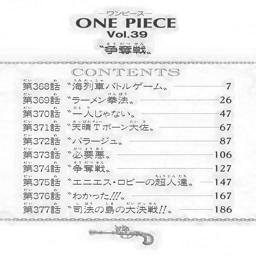 ワンピース
ONE PIECE
Vol.39
〝争奪戦〟
CONTENTS
第368話 〝海列車バトルゲーム〟 7
第369話 〝ラーメン拳法〟 26
第370話 〝一人じゃない〟 47
第371話 〝天晴Tボーン大佐〟 67
第372話 〝パラージュ〟 87
第373話 〝必要悪〟 106
第374話 〝争奪戦〟 127
第375話 〝エニエス・ロビーの超人達〟 147
第376話 〝わかった!!!〟 167
第377話 〝司法の島の大決戦!!〟 186